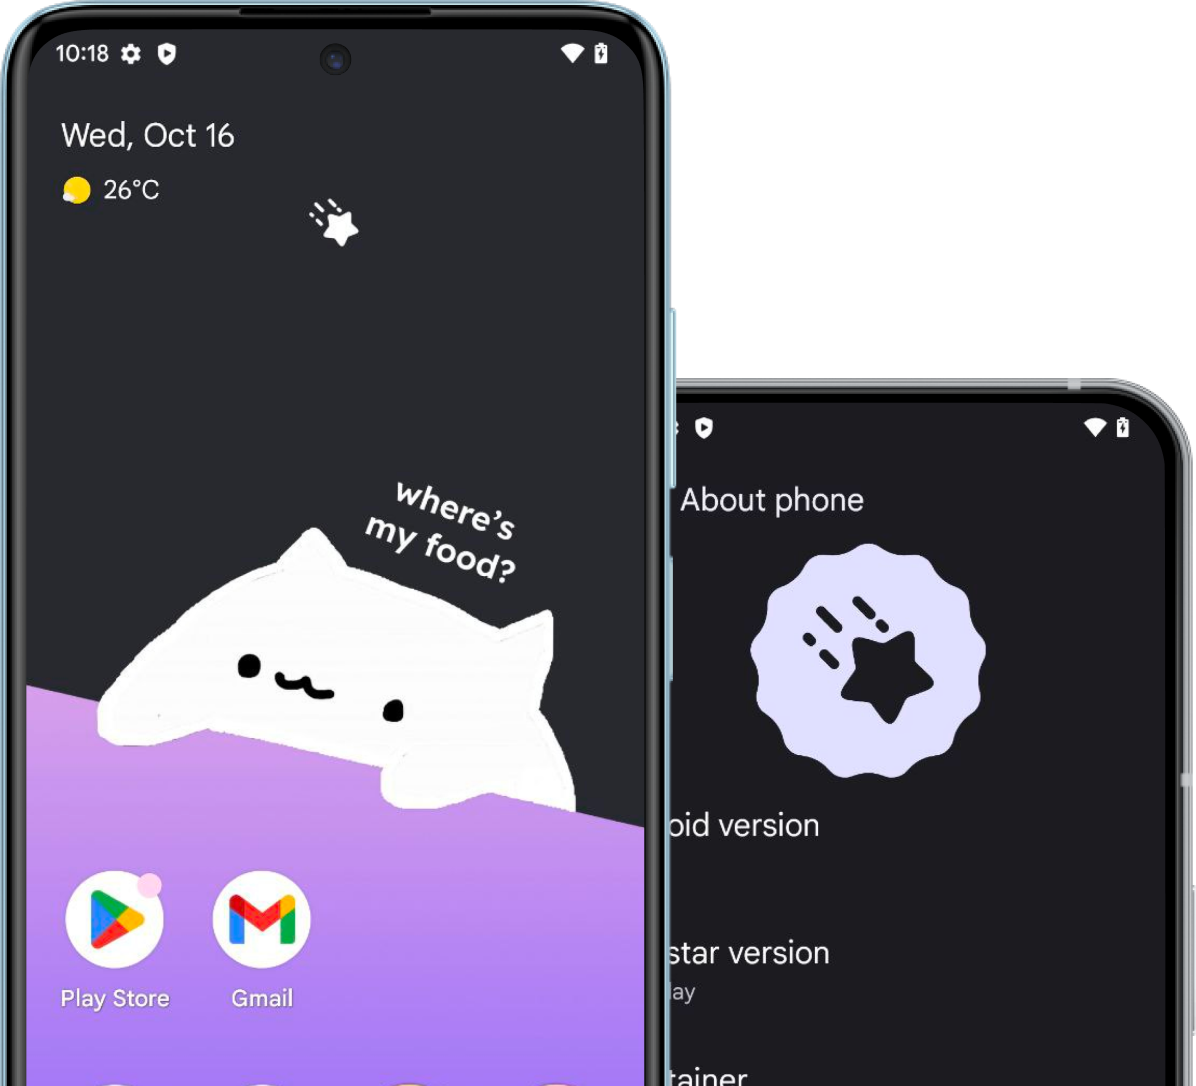 10:18
Wed, Oct 16
26°C
where's
my food?
Play Store
Gmail
About phone
oid version
star version
ay
tainer